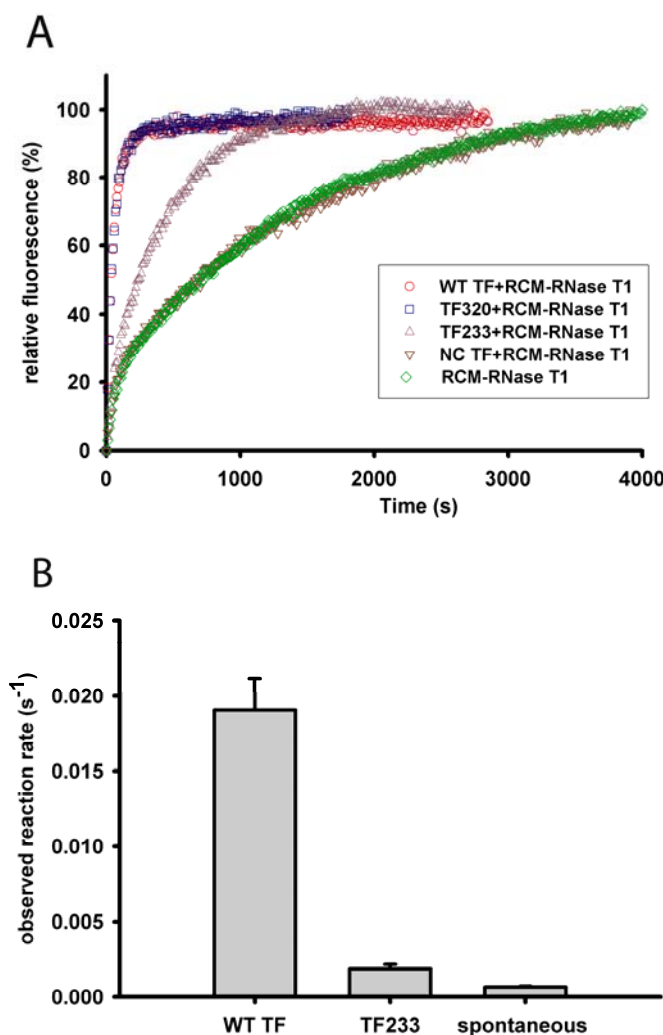 A
relative fluorescence (%)
100
80
60
40
20
0
WT TF+RCM-RNase T1
TF320+RCM-RNase T1
TF233+RCM-RNase T1
NC TF+RCM-RNase T1
RCM-RNase T1
0 1000 2000 3000 4000
Time (s)
B
observed reaction rate (s⁻¹)
0.025
0.020
0.015
0.010
0.005
0.000
WT TF TF233 spontaneous